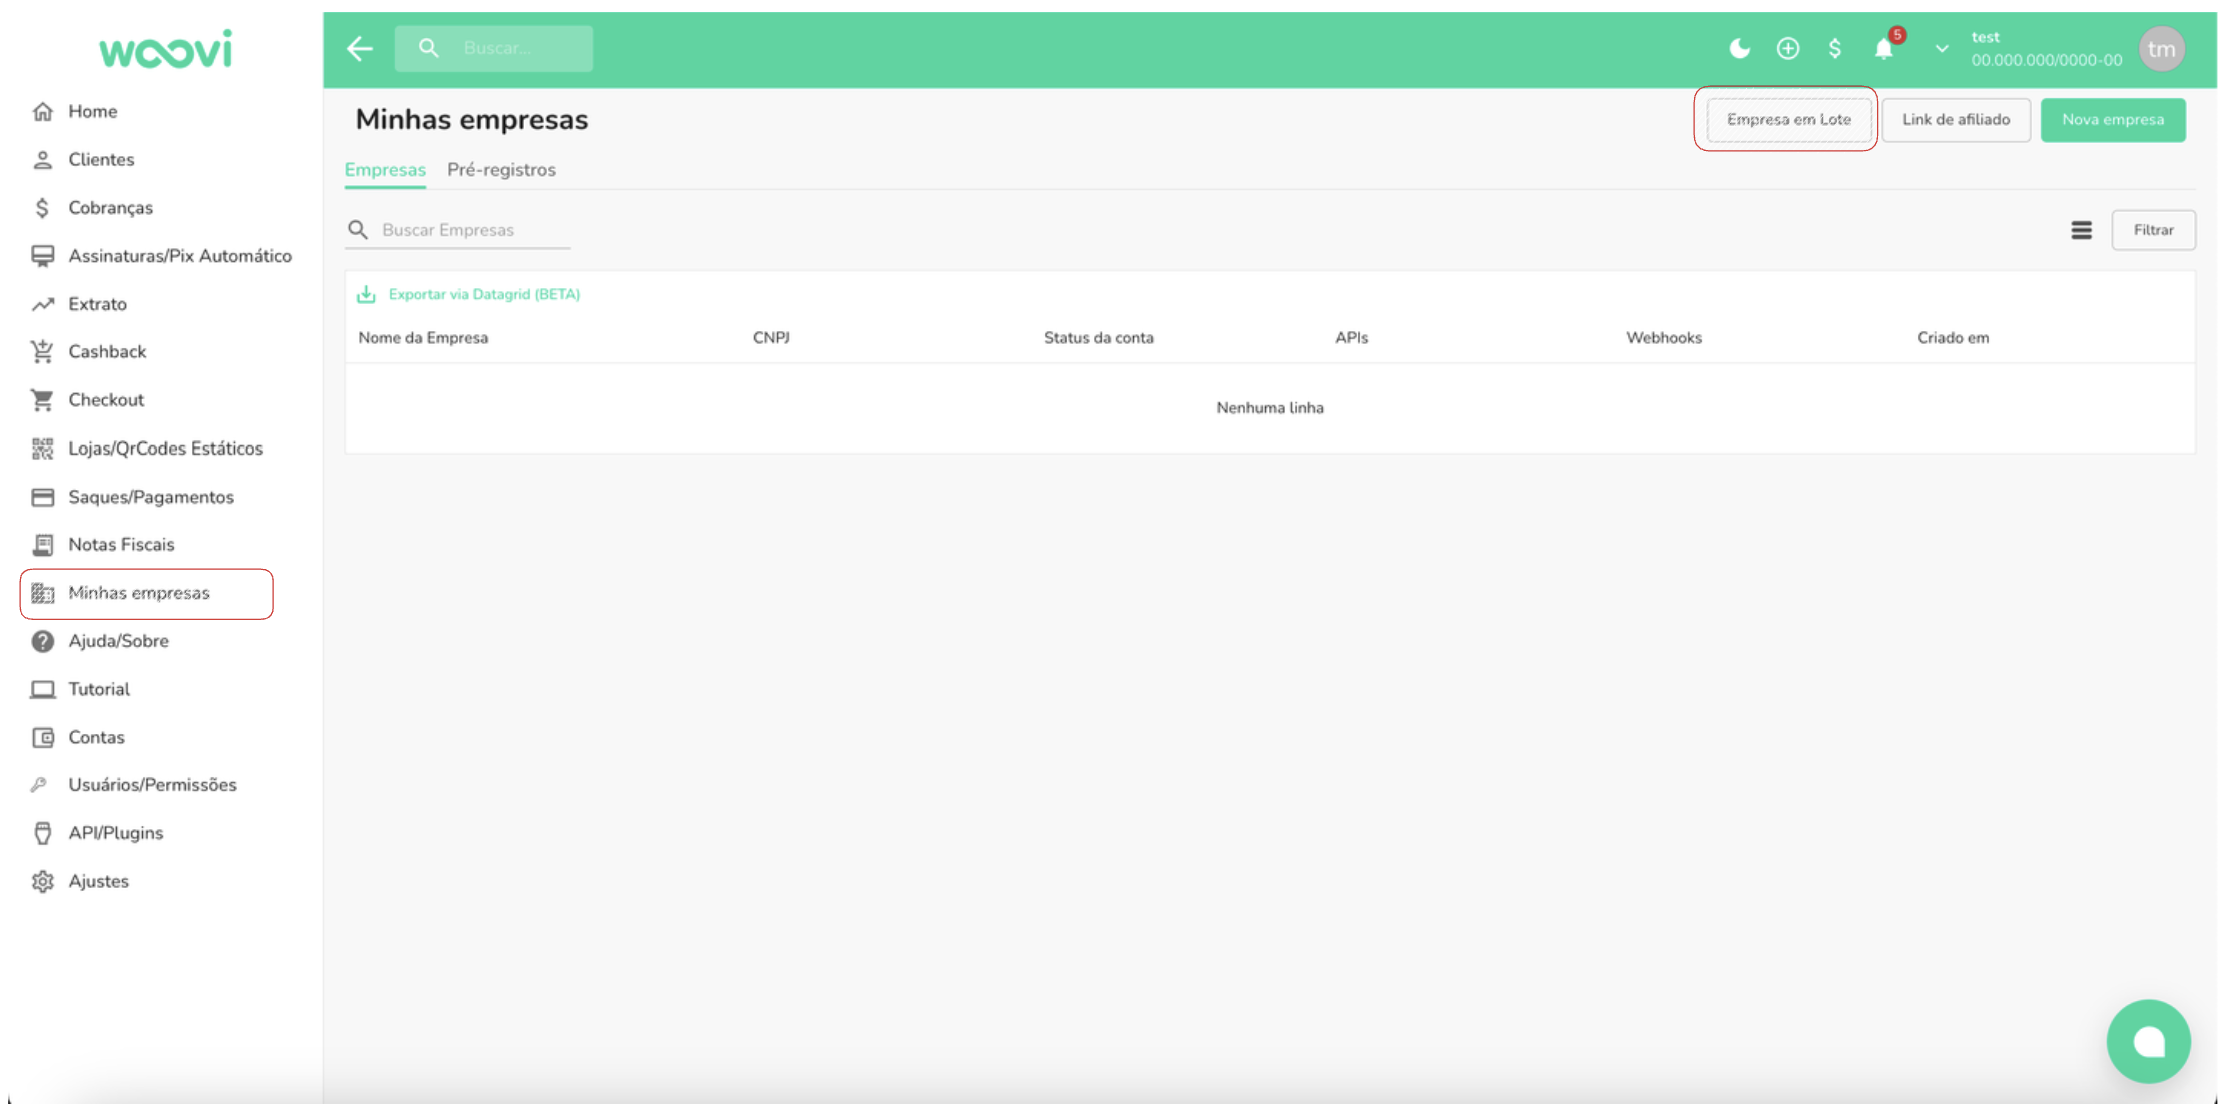 woovi
Home
Clientes
Cobranças
Assinaturas/Pix Automático
Extrato
Cashback
Checkout
Lojas/QrCodes Estáticos
Saques/Pagamentos
Notas Fiscais
Minhas empresas
Ajuda/Sobre
Tutorial
Contas
Usuários/Permissões
API/Plugins
Ajustes
Buscar...
5
test
00.000.000/0000-00
tm
Minhas empresas
Empresa em Lote
Link de afiliado
Nova empresa
Empresas Pré-registros
Buscar Empresas
Filtrar
Exportar via Datagrid (BETA)
Nome da Empresa CNPJ Status da conta APIs Webhooks Criado em
Nenhuma linha